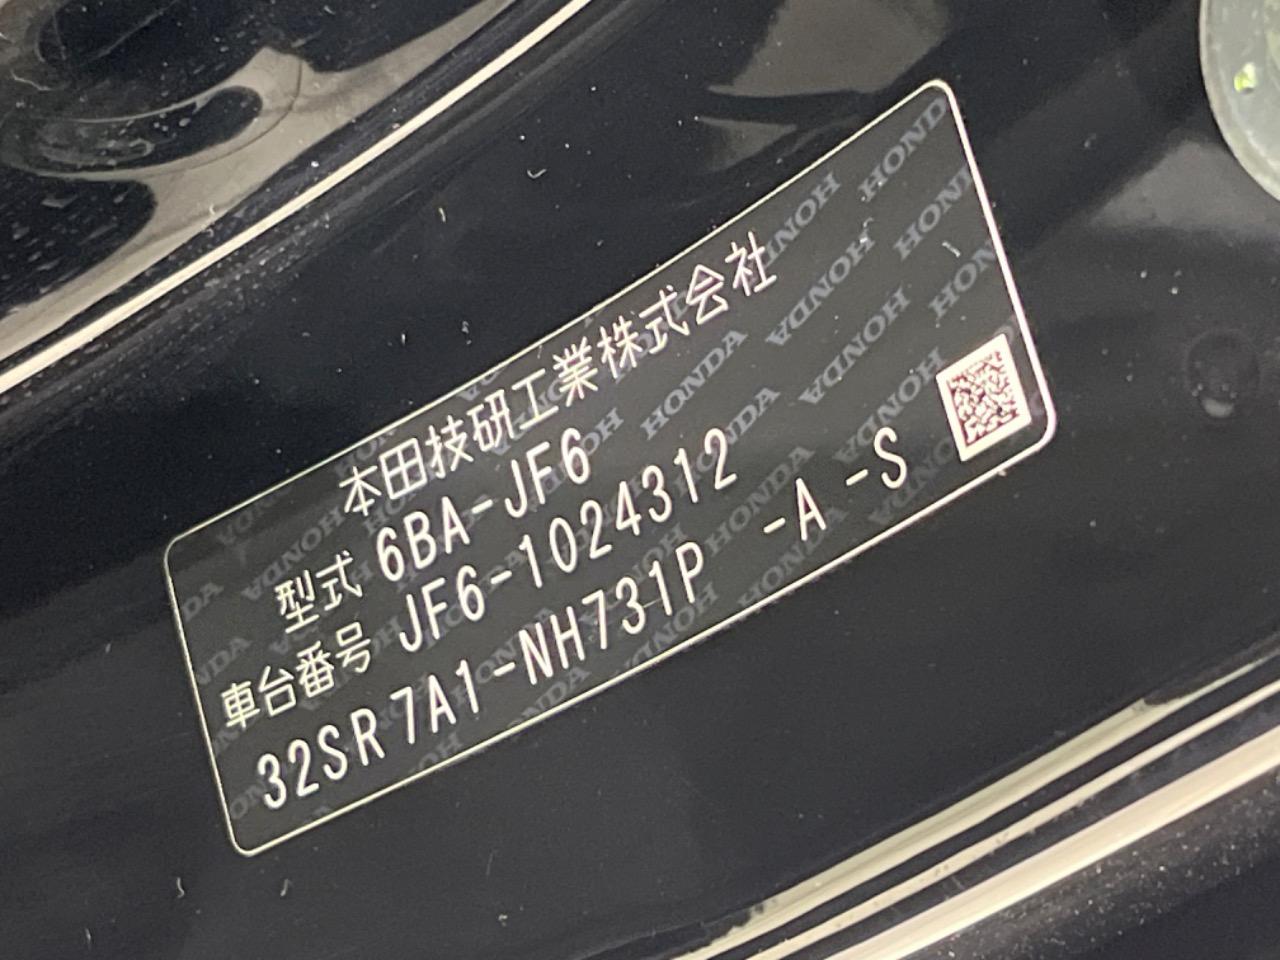 本田技研工業株式会社
型式 6BA-JF6
車台番号 JF6-1024312
32SR7A1-NH731P -A -S